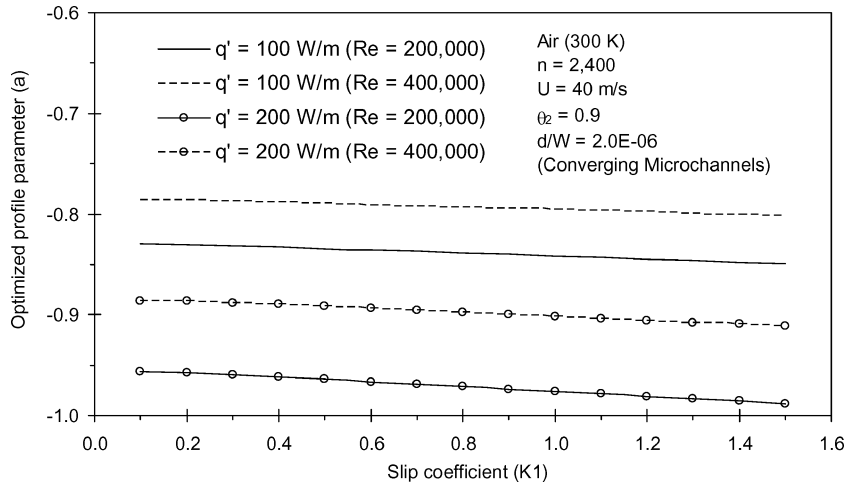 -0.6
-0.7
-0.8
-0.9
-1.0
Optimized profile parameter (a)
q' = 100 W/m (Re = 200,000)
q' = 100 W/m (Re = 400,000)
q' = 200 W/m (Re = 200,000)
q' = 200 W/m (Re = 400,000)
Air (300 K)
n = 2,400
U = 40 m/s
θ2 = 0.9
d/W = 2.0E-06
(Converging Microchannels)
0.0 0.2 0.4 0.6 0.8 1.0 1.2 1.4 1.6
Slip coefficient (K1)